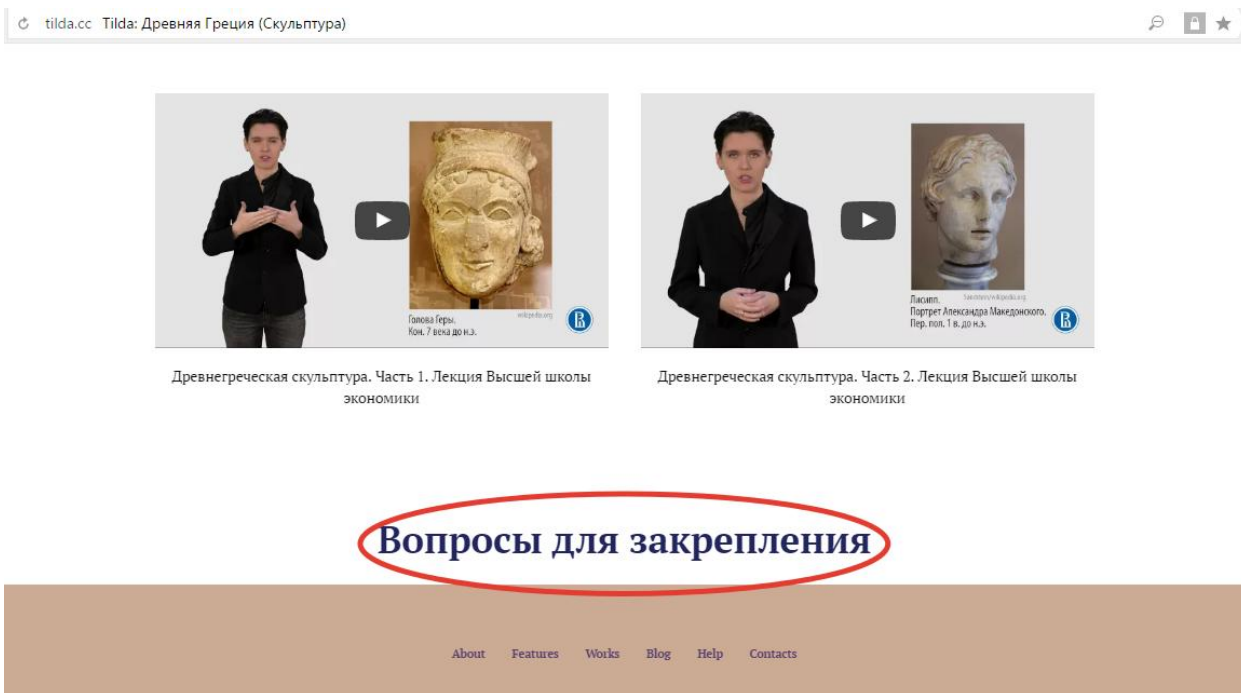 tilda.cc Tilda: Древняя Греция (Скульптура)
wikipedia.org
Голова Геры.
Кон. 7 века до н.э.
Лисипп.
Портрет Александра Македонского.
Пер. пол. 1 в. до н.э.
Древнегреческая скульптура. Часть 1. Лекция Высшей школы
экономики
Древнегреческая скульптура. Часть 2. Лекция Высшей школы
экономики
Вопросы для закрепления
About Features Works Blog Help Contacts